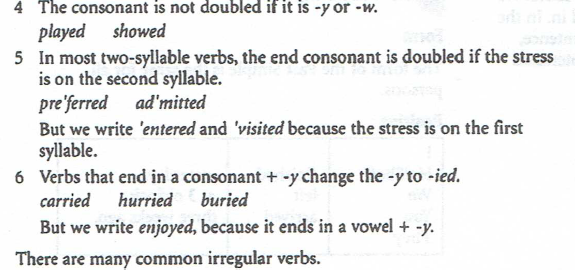 4 The consonant is not doubled if it is -y or -w.
played showed
5 In most two-syllable verbs, the end consonant is doubled if the stress
is on the second syllable.
pre'ferred ad'mitted
But we write 'entered and 'visited because the stress is on the first
syllable.
6 Verbs that end in a consonant + -y change the -y to -ied.
carried hurried buried
But we write enjoyed, because it ends in a vowel + -y.
There are many common irregular verbs.